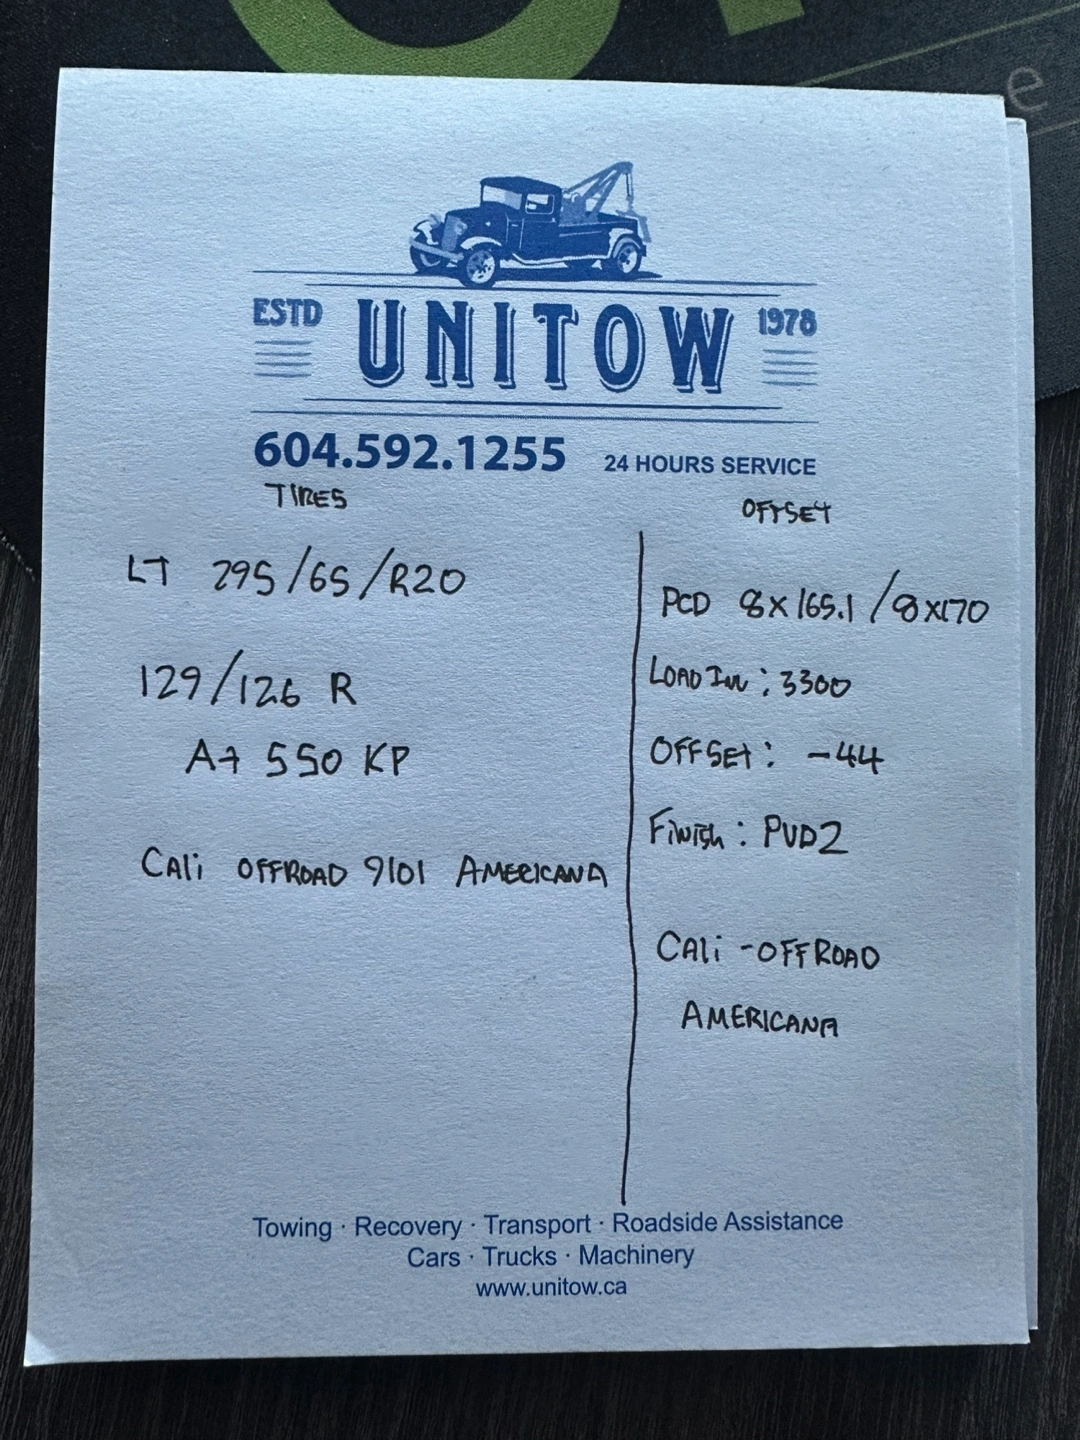 e
ESTD UNITOW 1978
604.592.1255 24 HOURS SERVICE
TIRES
LT 295/65/R20
129/126 R
At 550 KP
Cali OFFROAD 9101 AMERICANA
OFFSET
PCD 8X165.1/8X170
LOAD In: 3300
OFFSEt: -44
Finish: PVD2
Cali-OFFROAD
AMERICANA
Towing · Recovery · Transport · Roadside Assistance
Cars · Trucks · Machinery
www.unitow.ca